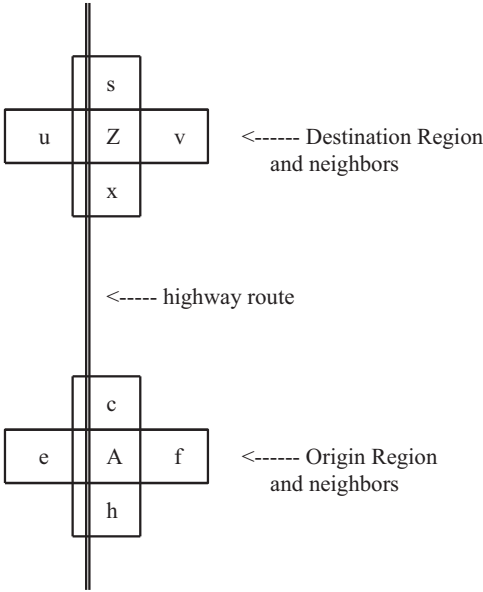 s
u Z v <------ Destination Region
and neighbors
x
<----- highway route
c
e A f <------ Origin Region
and neighbors
h